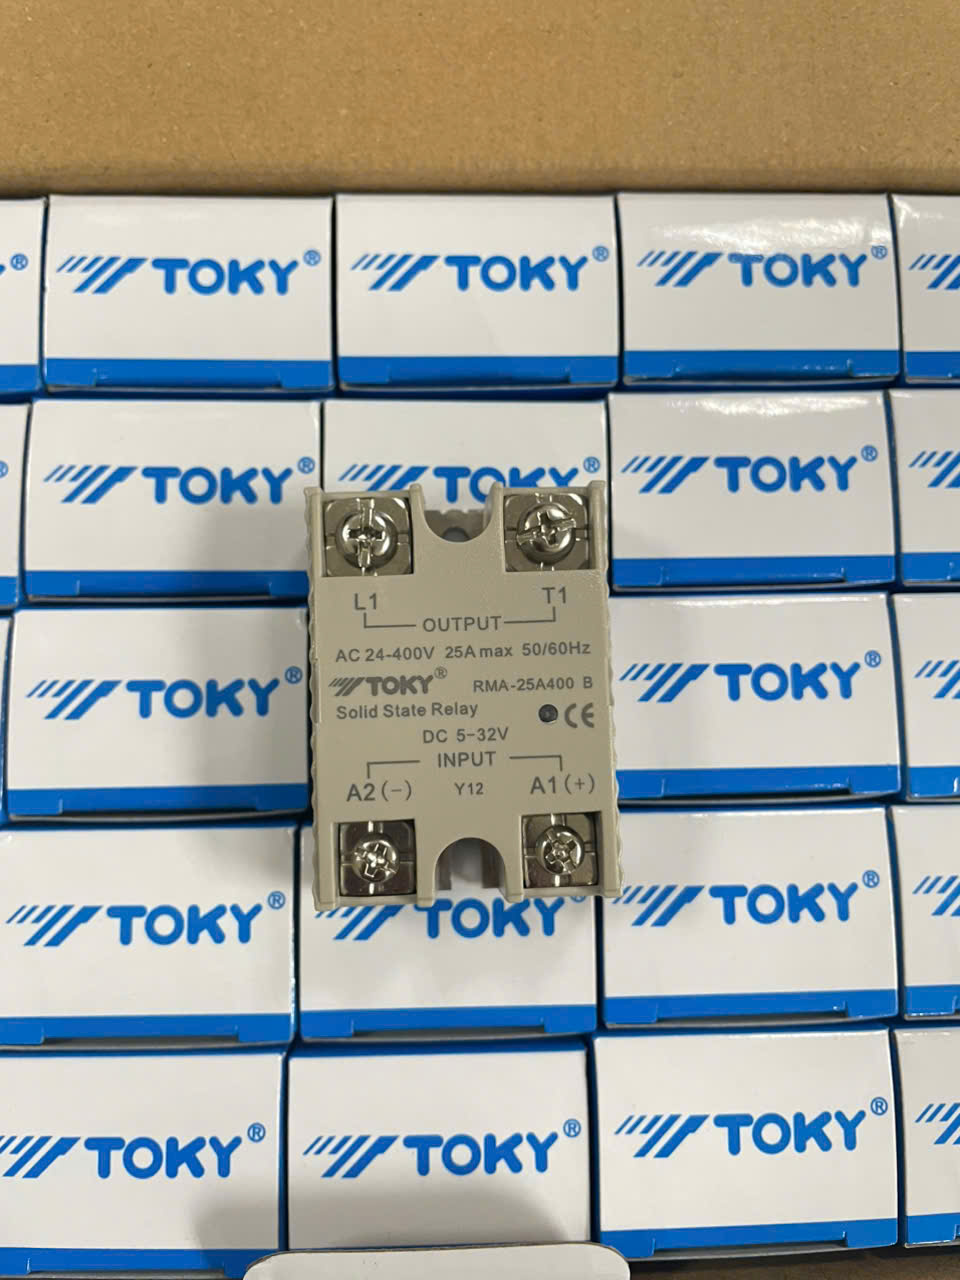 ®
TOKY®
TOKY®
TOKY®
TOKY®
TOKY
TOKY®
TOKY®
TOKY®
TOKY®
TOKY®
TOKY
TOKY®
TOKY®
TOKY®
TOKY®
L1 T1
OUTPUT
AC 24-400V 25A max 50/60Hz
TOKY® RMA-25A400 B
Solid State Relay CE
DC 5-32V
INPUT
A2 (-) Y12 A1 (+)